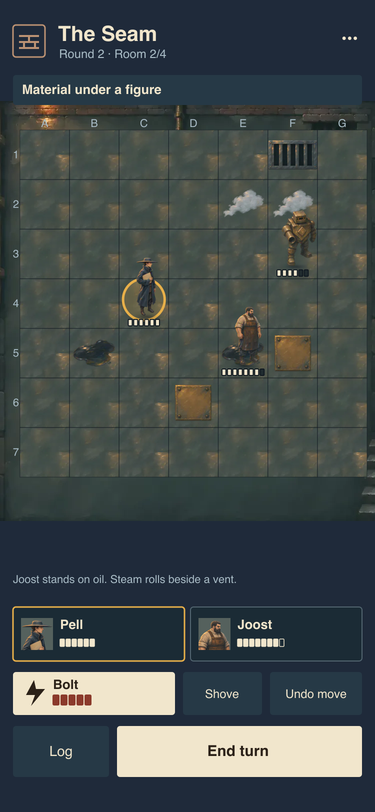 The Seam
Round 2 · Room 2/4
Material under a figure
A B C D E F G
1
2
3
4
5
6
7
Joost stands on oil. Steam rolls beside a vent.
Pell
Joost
Bolt
Shove
Undo move
Log
End turn